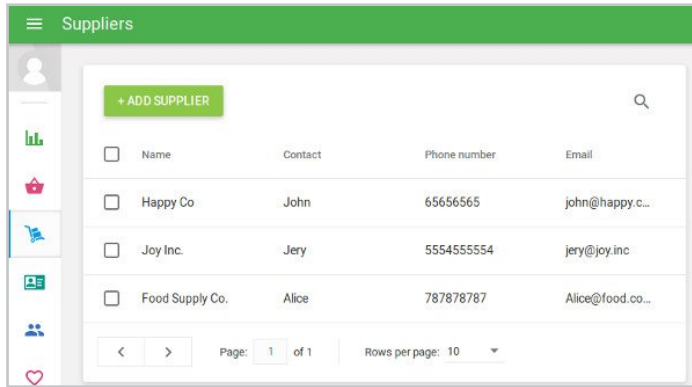 Suppliers
+ ADD SUPPLIER
Name Contact Phone number Email
Happy Co John 65656565 john@happy.c...
Joy Inc. Jery 5554555554 jery@joy.inc
Food Supply Co. Alice 787878787 Alice@food.co...
Page: 1 of 1 Rows per page: 10